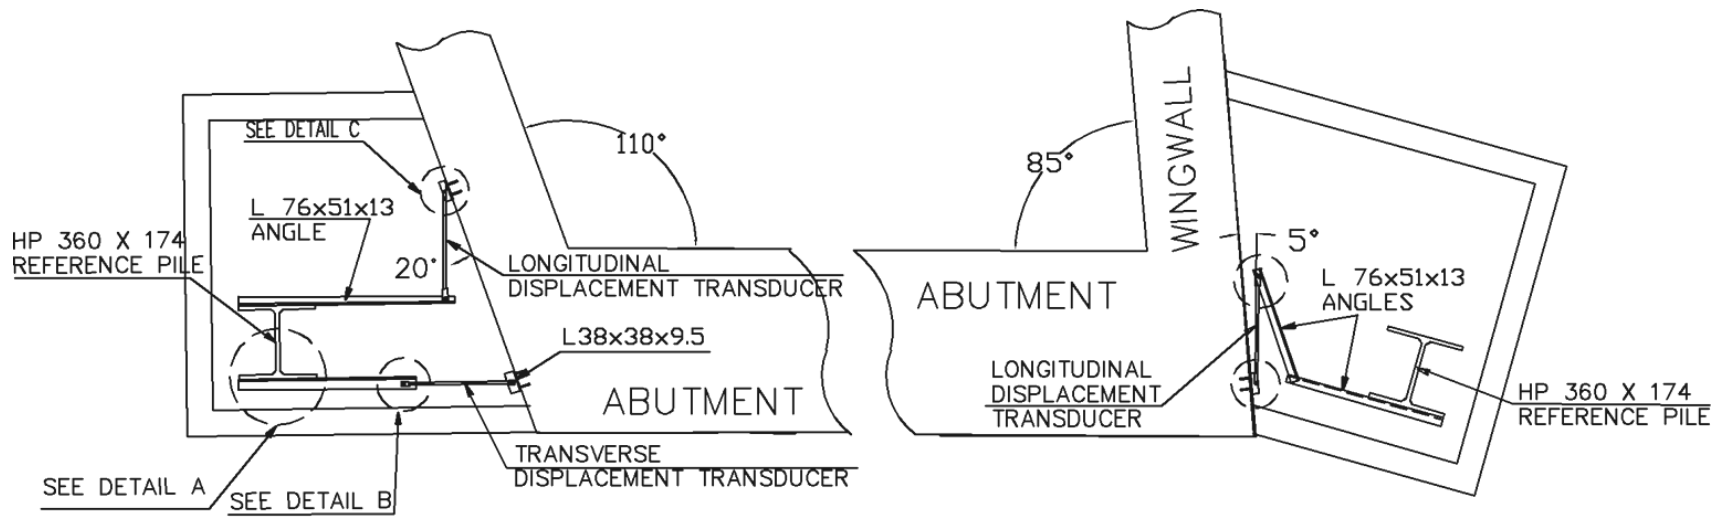 SEE DETAIL C
110°
L 76x51x13
ANGLE
HP 360 X 174
REFERENCE PILE
20°
LONGITUDINAL
DISPLACEMENT TRANSDUCER
L38x38x9.5
ABUTMENT
TRANSVERSE
DISPLACEMENT TRANSDUCER
SEE DETAIL A
SEE DETAIL B
85°
WINGWALL
5°
ABUTMENT
L 76x51x13
ANGLES
LONGITUDINAL
DISPLACEMENT
TRANSDUCER
HP 360 X 174
REFERENCE PILE